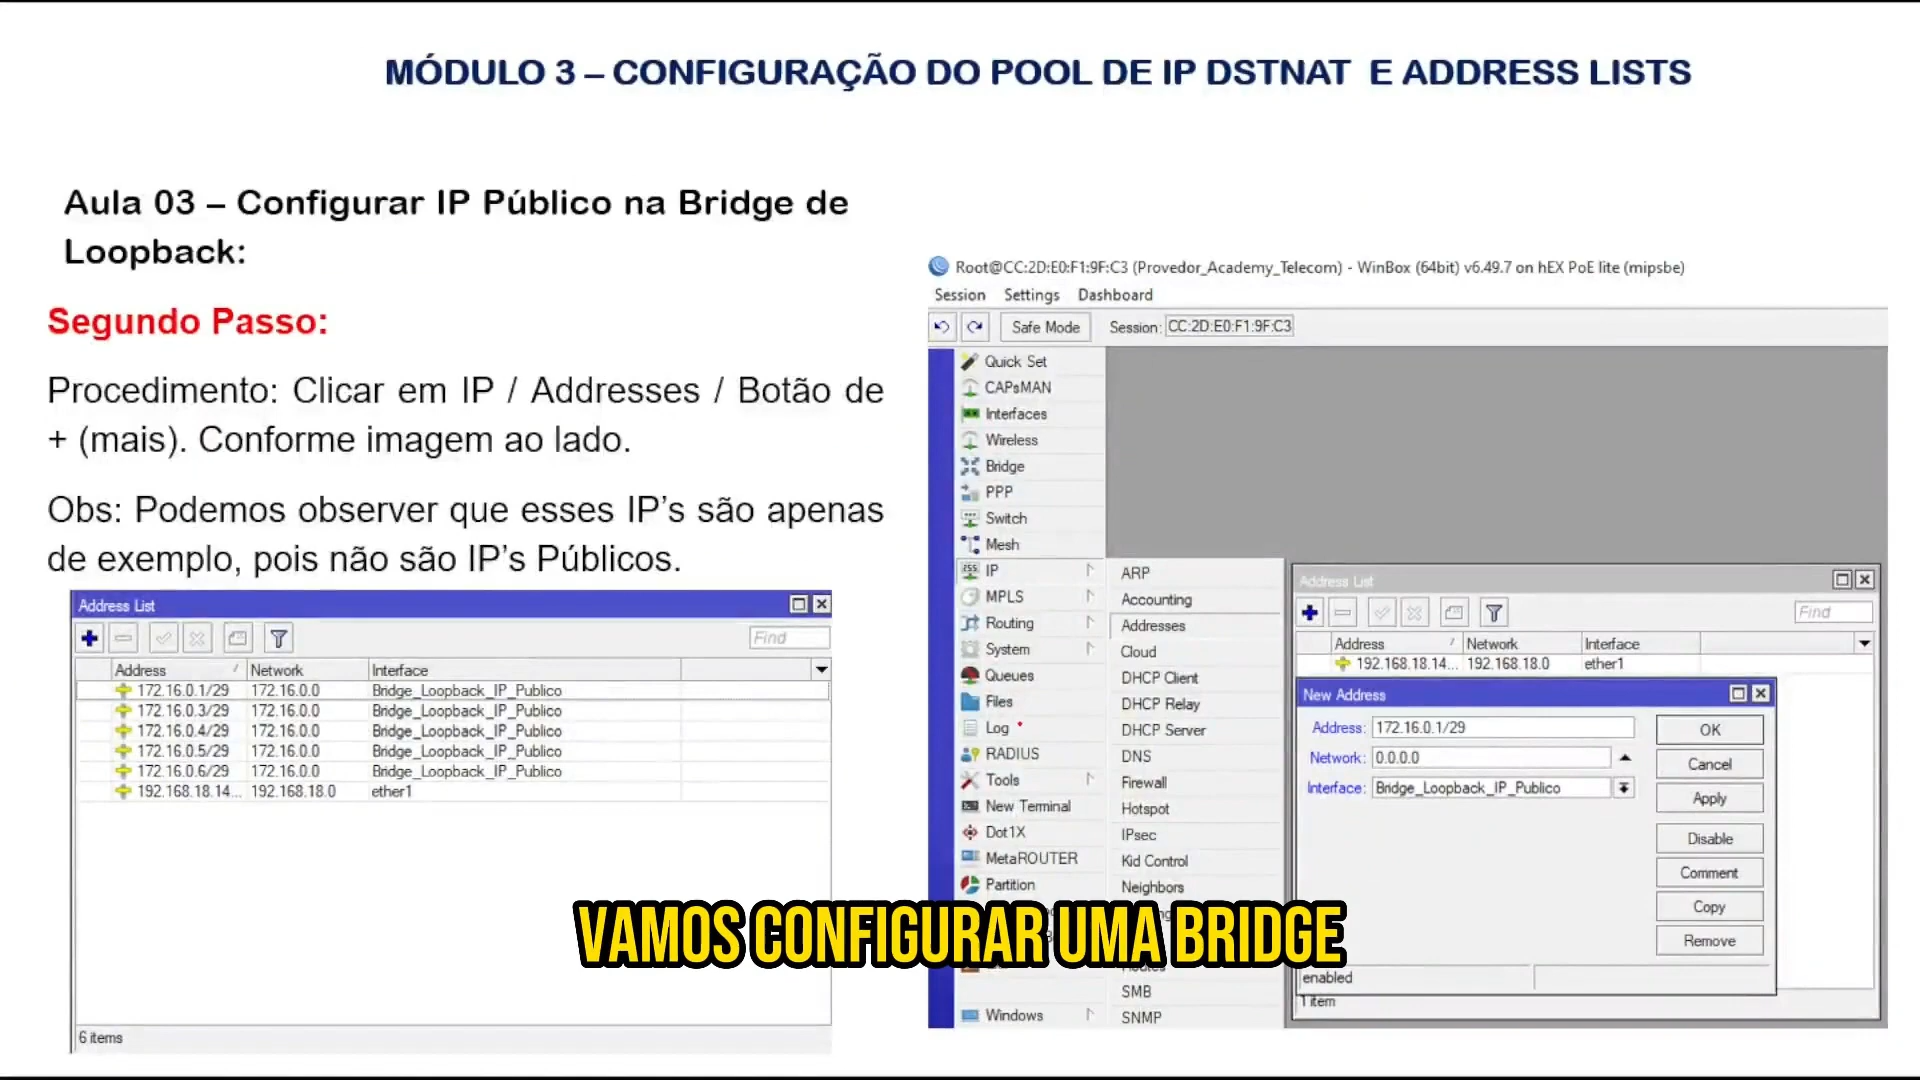 MÓDULO 3 – CONFIGURAÇÃO DO POOL DE IP DSTNAT E ADDRESS LISTS
Aula 03 – Configurar IP Público na Bridge de
Loopback:
Segundo Passo:
Procedimento: Clicar em IP / Addresses / Botão de
+ (mais). Conforme imagem ao lado.
Obs: Podemos observer que esses IP's são apenas
de exemplo, pois não são IP's Públicos.
Address List
Find
Address Network Interface
172.16.0.1/29 172.16.0.0 Bridge_Loopback_IP_Publico
172.16.0.3/29 172.16.0.0 Bridge_Loopback_IP_Publico
172.16.0.4/29 172.16.0.0 Bridge_Loopback_IP_Publico
172.16.0.5/29 172.16.0.0 Bridge_Loopback_IP_Publico
172.16.0.6/29 172.16.0.0 Bridge_Loopback_IP_Publico
192.168.18.14... 192.168.18.0 ether1
6 items
Root@CC:2D:E0:F1:9F:C3 (Provedor_Academy_Telecom) - WinBox (64bit) v6.49.7 on hEX PoE lite (mipsbe)
Session Settings Dashboard
Safe Mode Session: CC:2D:E0:F1:9F:C3
Quick Set
CAPsMAN
Interfaces
Wireless
Bridge
PPP
Switch
Mesh
IP
MPLS
Routing
System
Queues
Files
Log
RADIUS
Tools
New Terminal
Dot1X
MetaROUTER
Partition
Windows
ARP
Accounting
Addresses
Cloud
DHCP Client
DHCP Relay
DHCP Server
DNS
Firewall
Hotspot
IPsec
Kid Control
Neighbors
SMB
SNMP
Address List
Find
Address Network Interface
192.168.18.14... 192.168.18.0 ether1
New Address
Address: 172.16.0.1/29
Network: 0.0.0.0
Interface: Bridge_Loopback_IP_Publico
OK
Cancel
Apply
Disable
Comment
Copy
Remove
enabled
1 item
VAMOS CONFIGURAR UMA BRIDGE